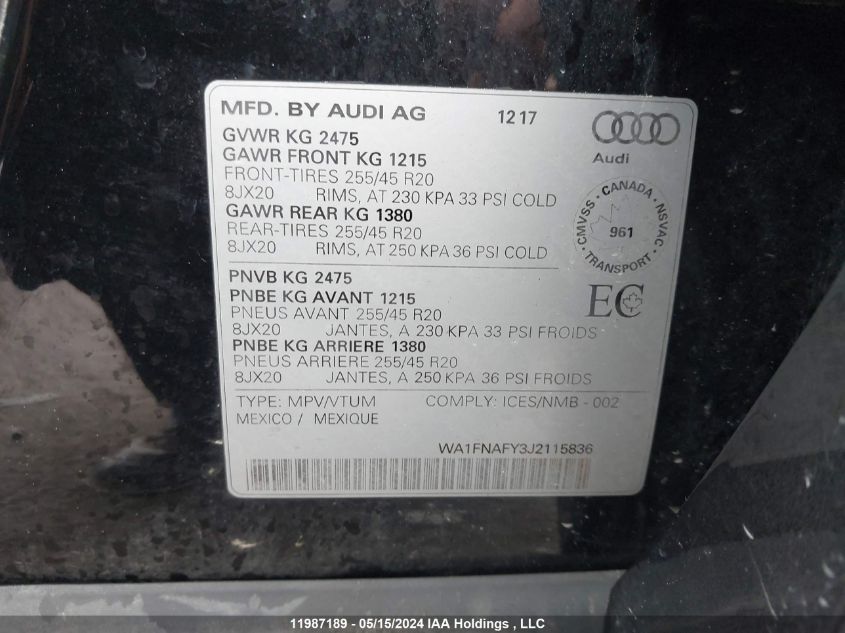 MFD. BY AUDI AG 12 17
GVWR KG 2475
GAWR FRONT KG 1215
FRONT-TIRES 255/45 R20
8JX20 RIMS, AT 230 KPA 33 PSI COLD
GAWR REAR KG 1380
REAR-TIRES 255/45 R20
8JX20 RIMS, AT 250 KPA 36 PSI COLD
Audi
CMVSS · CANADA · NSVAC · TRANSPORT ·
961
EC
PNVB KG 2475
PNBE KG AVANT 1215
PNEUS AVANT 255/45 R20
8JX20 JANTES, A 230 KPA 33 PSI FROIDS
PNBE KG ARRIERE 1380
PNEUS ARRIERE 255/45 R20
8JX20 JANTES, A 250 KPA 36 PSI FROIDS
TYPE: MPV/VTUM COMPLY: ICES/NMB - 002
MEXICO / MEXIQUE
WA1FNAFY3J2115836
11987189 - 05/15/2024 IAA Holdings , LLC